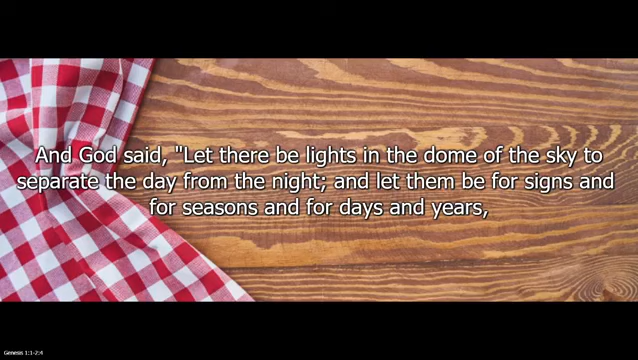 And God said, "Let there be lights in the dome of the sky to
separate the day from the night; and let them be for signs and
for seasons and for days and years,
Genesis 1:1-2:4